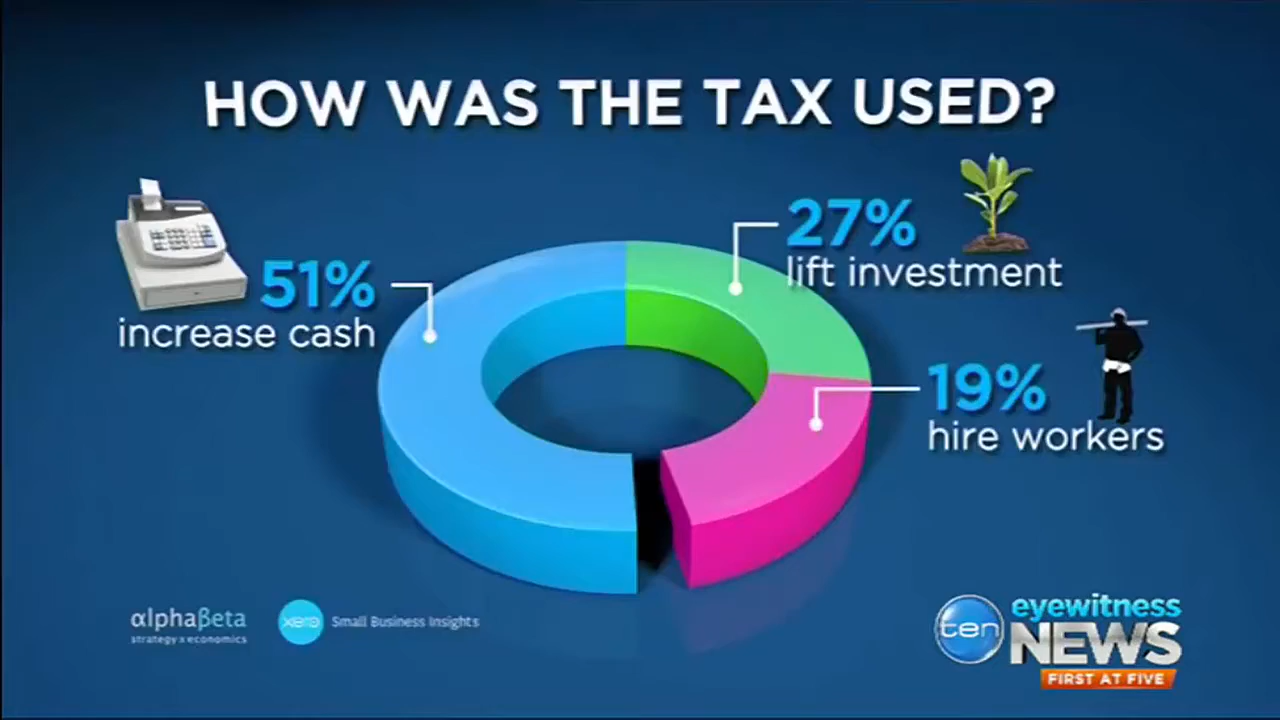 HOW WAS THE TAX USED?
27%
lift investment
51%
increase cash
19%
hire workers
αlphaβeta
strategy x economics
xero
Small Business Insights
ten
eyewitness
NEWS
FIRST AT FIVE